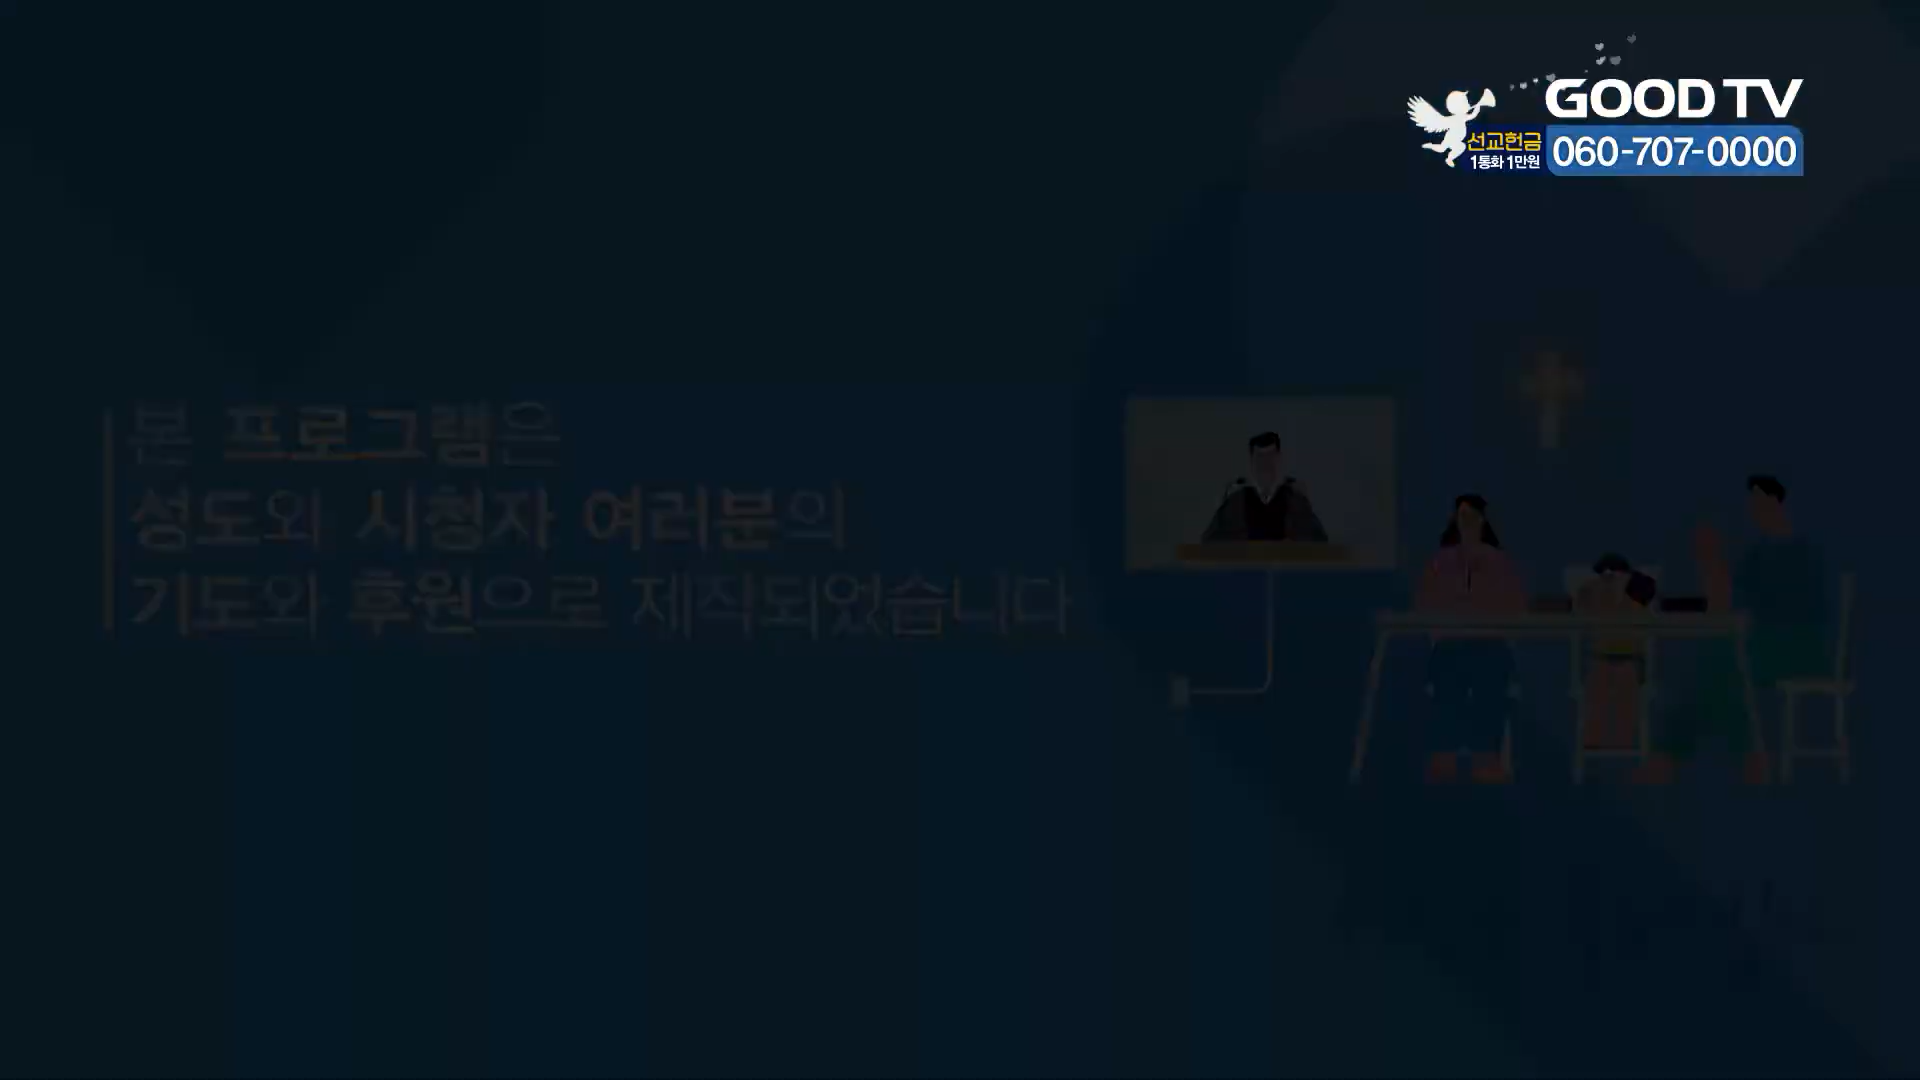 GOOD TV
선교헌금
1통화 1만원
060-707-0000
본 프로그램은
성도와 시청자 여러분의
기도와 후원으로 제작되었습니다